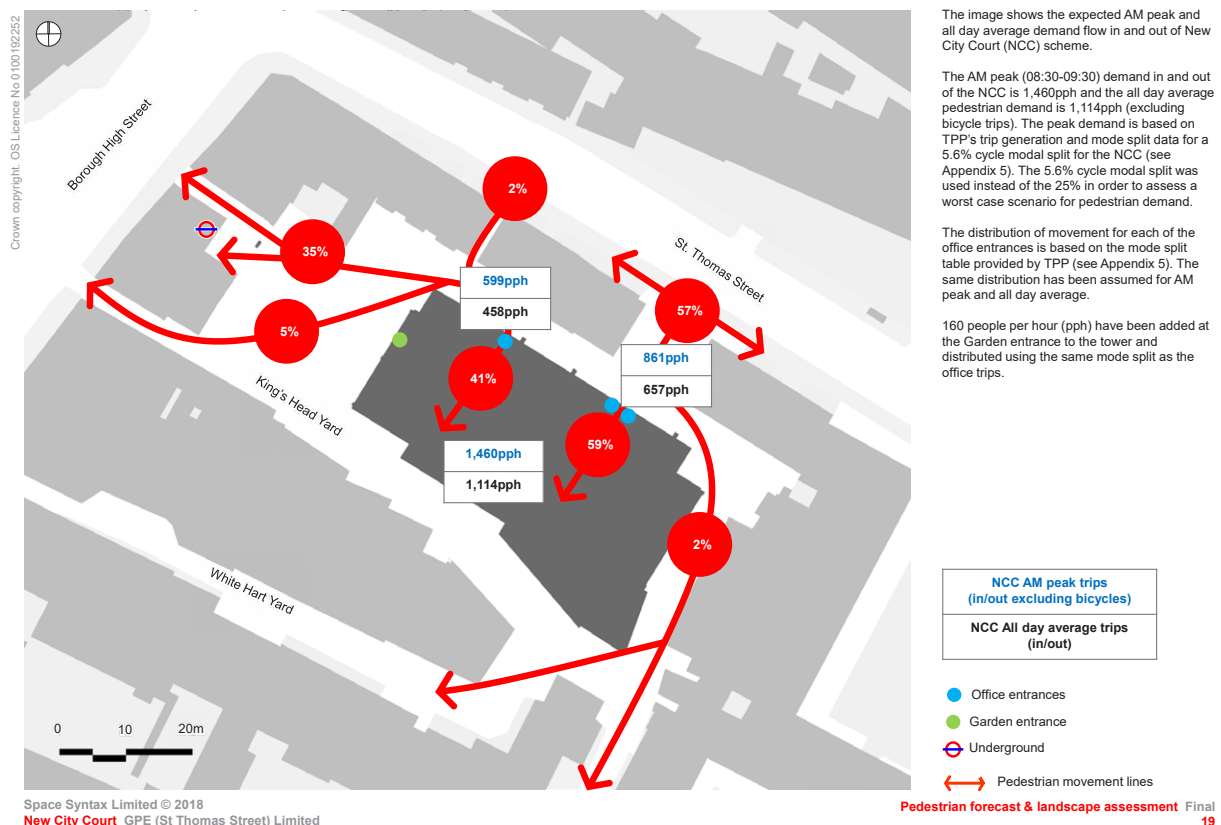 Crown copyright. OS Licence No 0100192252
Borough High Street
2%
35%
St. Thomas Street
599pph
458pph
57%
5%
861pph
657pph
41%
King's Head Yard
59%
1,460pph
1,114pph
2%
White Hart Yard
0 10 20m
The image shows the expected AM peak and
all day average demand flow in and out of New
City Court (NCC) scheme.
The AM peak (08:30-09:30) demand in and out
of the NCC is 1,460pph and the all day average
pedestrian demand is 1,114pph (excluding
bicycle trips). The peak demand is based on
TPP's trip generation and mode split data for a
5.6% cycle modal split for the NCC (see
Appendix 5). The 5.6% cycle modal split was
used instead of the 25% in order to assess a
worst case scenario for pedestrian demand.
The distribution of movement for each of the
office entrances is based on the mode split
table provided by TPP (see Appendix 5). The
same distribution has been assumed for AM
peak and all day average.
160 people per hour (pph) have been added at
the Garden entrance to the tower and
distributed using the same mode split as the
office trips.
NCC AM peak trips
(in/out excluding bicycles)
NCC All day average trips
(in/out)
Office entrances
Garden entrance
Underground
Pedestrian movement lines
Space Syntax Limited © 2018
New City Court GPE (St Thomas Street) Limited
Pedestrian forecast & landscape assessment Final
19